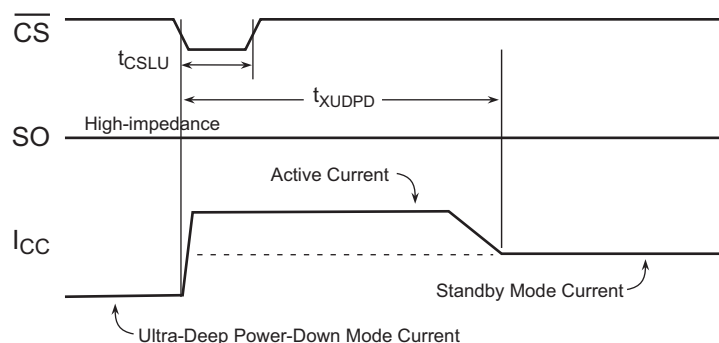 CS
tCSLU
tXUDPD
High-impedance
SO
Active Current
ICC
Standby Mode Current
Ultra-Deep Power-Down Mode Current